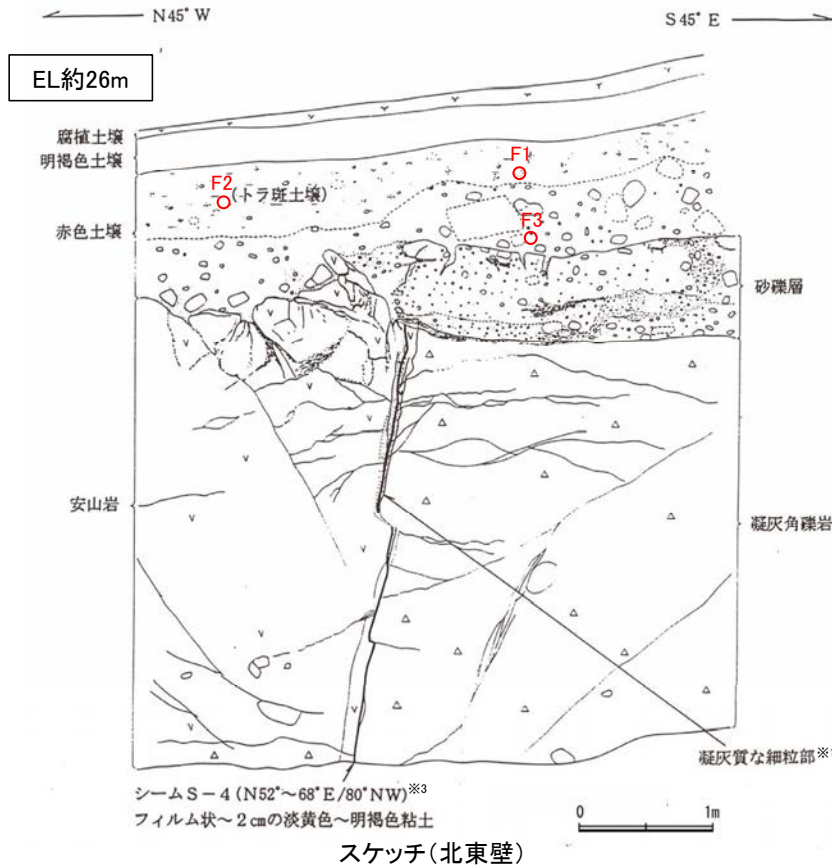 N45°W
S45°E
EL約26m
腐植土壌
明褐色土壌
F1
F2
(トラ斑土壌)
赤色土壌
F3
砂礫層
安山岩
凝灰角礫岩
凝灰質な細粒部※
シームS-4(N52°~68°E/80°NW)※3
フィルム状~2cmの淡黄色~明褐色粘土
0
1m
スケッチ(北東壁)